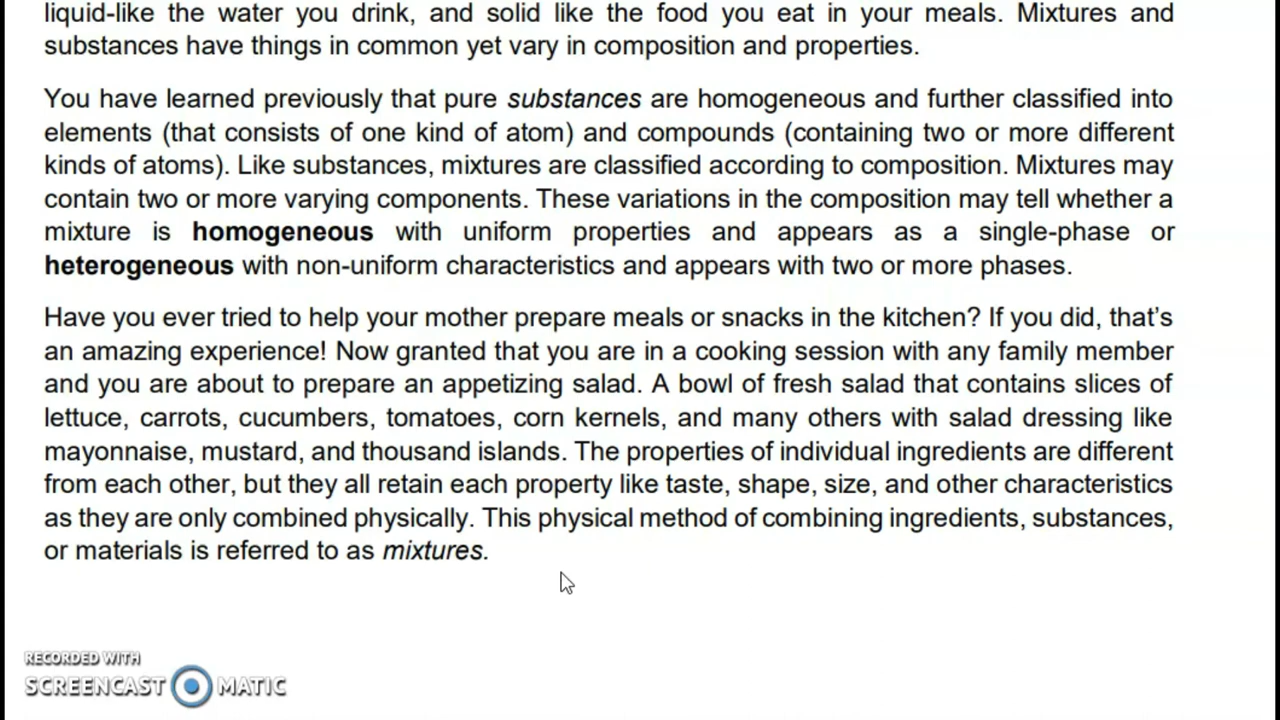 liquid-like the water you drink, and solid like the food you eat in your meals. Mixtures and
substances have things in common yet vary in composition and properties.
You have learned previously that pure substances are homogeneous and further classified into
elements (that consists of one kind of atom) and compounds (containing two or more different
kinds of atoms). Like substances, mixtures are classified according to composition. Mixtures may
contain two or more varying components. These variations in the composition may tell whether a
mixture is homogeneous with uniform properties and appears as a single-phase or
heterogeneous with non-uniform characteristics and appears with two or more phases.
Have you ever tried to help your mother prepare meals or snacks in the kitchen? If you did, that’s
an amazing experience! Now granted that you are in a cooking session with any family member
and you are about to prepare an appetizing salad. A bowl of fresh salad that contains slices of
lettuce, carrots, cucumbers, tomatoes, corn kernels, and many others with salad dressing like
mayonnaise, mustard, and thousand islands. The properties of individual ingredients are different
from each other, but they all retain each property like taste, shape, size, and other characteristics
as they are only combined physically. This physical method of combining ingredients, substances,
or materials is referred to as mixtures.
RECORDED WITH
SCREENCAST MATIC